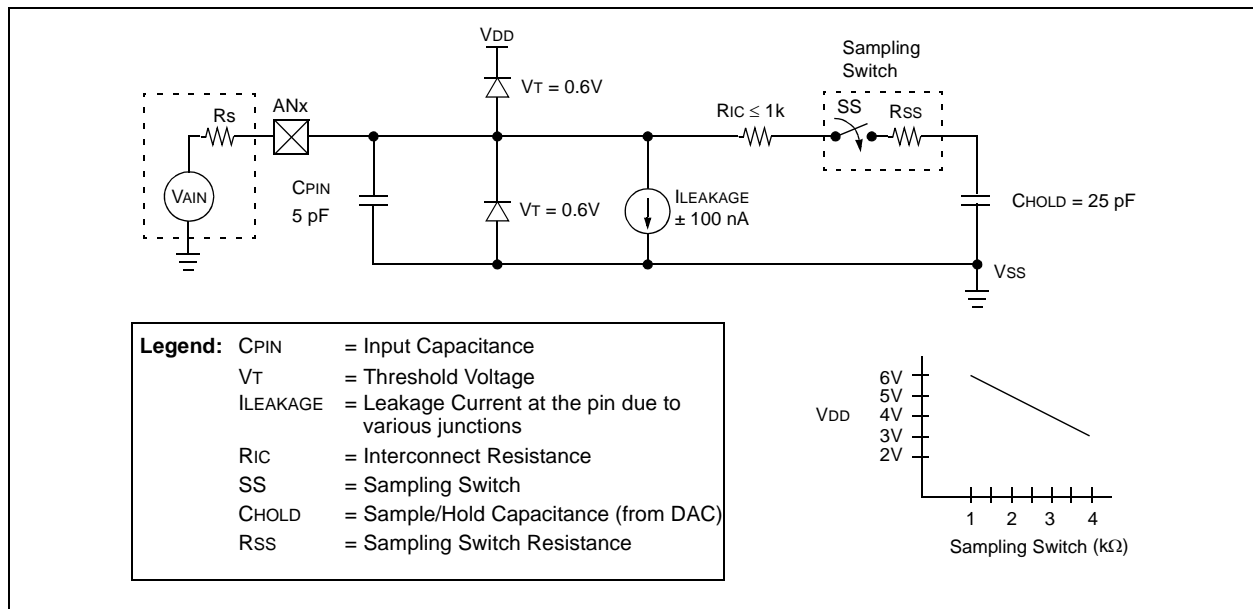 VDD
Sampling
Switch
VT = 0.6V
ANx
Rs
RIC ≤ 1k
SS
RSS
VAIN
CPIN
5 pF
VT = 0.6V
ILEAKAGE
± 100 nA
CHOLD = 25 pF
VSS
Legend: CPIN = Input Capacitance
VT = Threshold Voltage
ILEAKAGE = Leakage Current at the pin due to
various junctions
RIC = Interconnect Resistance
SS = Sampling Switch
CHOLD = Sample/Hold Capacitance (from DAC)
RSS = Sampling Switch Resistance
6V
5V
VDD 4V
3V
2V
1 2 3 4
Sampling Switch (kΩ)